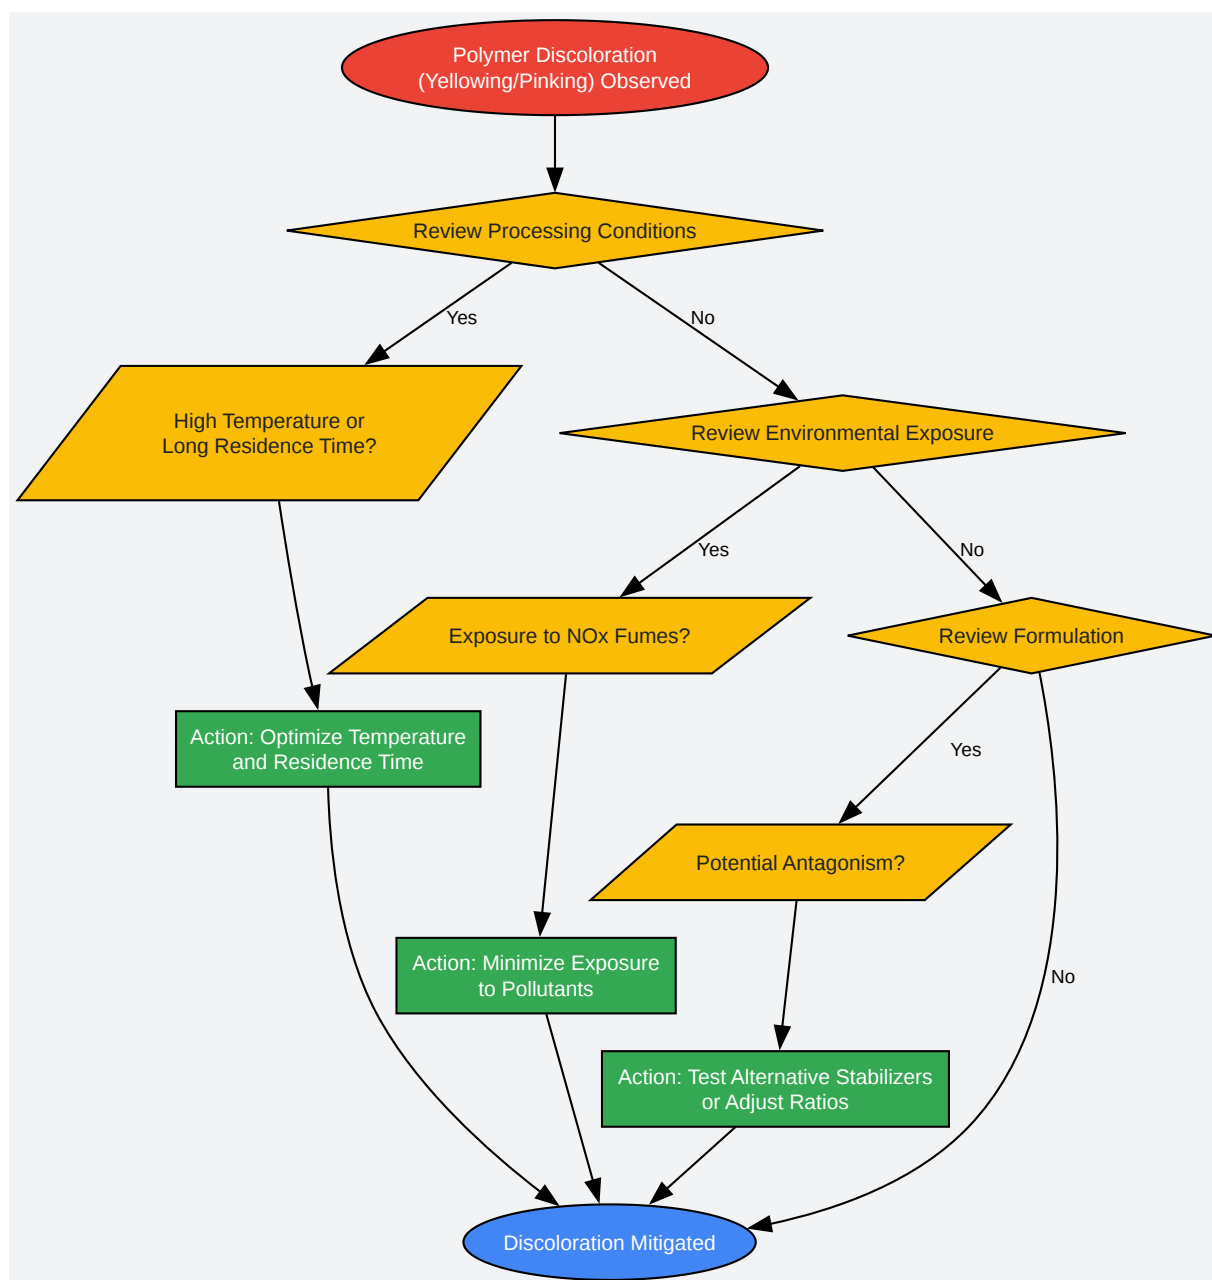 Polymer Discoloration
(Yellowing/Pinking) Observed
Review Processing Conditions
Yes
No
High Temperature or
Long Residence Time?
Review Environmental Exposure
Yes
No
Exposure to NOx Fumes?
Review Formulation
Action: Optimize Temperature
and Residence Time
Yes
Potential Antagonism?
Action: Minimize Exposure
to Pollutants
No
Action: Test Alternative Stabilizers
or Adjust Ratios
Discoloration Mitigated